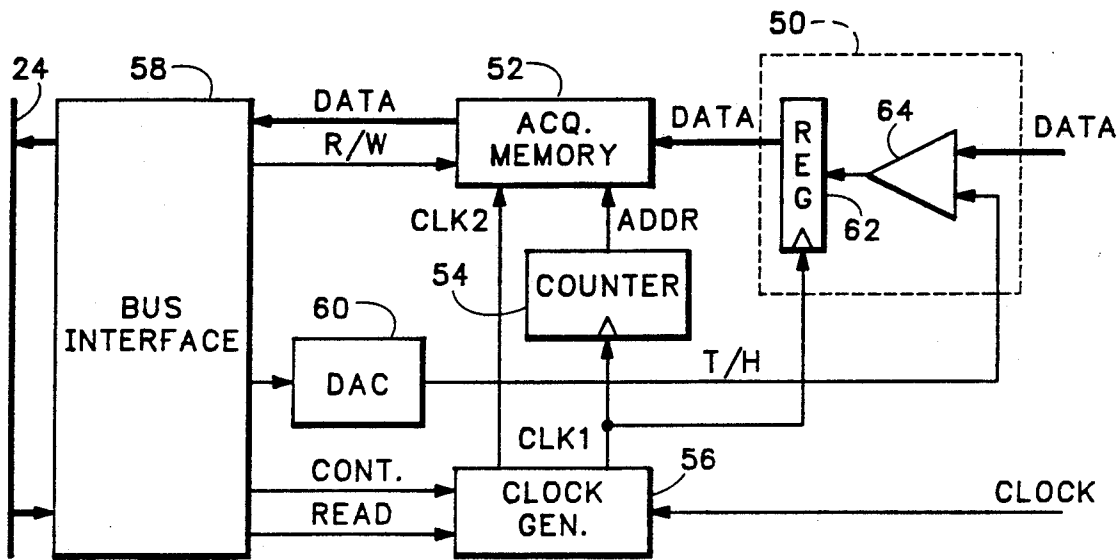 50
24
58
52
DATA
R/W
ACQ.
MEMORY
DATA
REG
64
DATA
62
CLK2
ADDR
54
COUNTER
BUS
INTERFACE
60
DAC
T/H
CLK1
56
CONT.
READ
CLOCK
GEN.
CLOCK